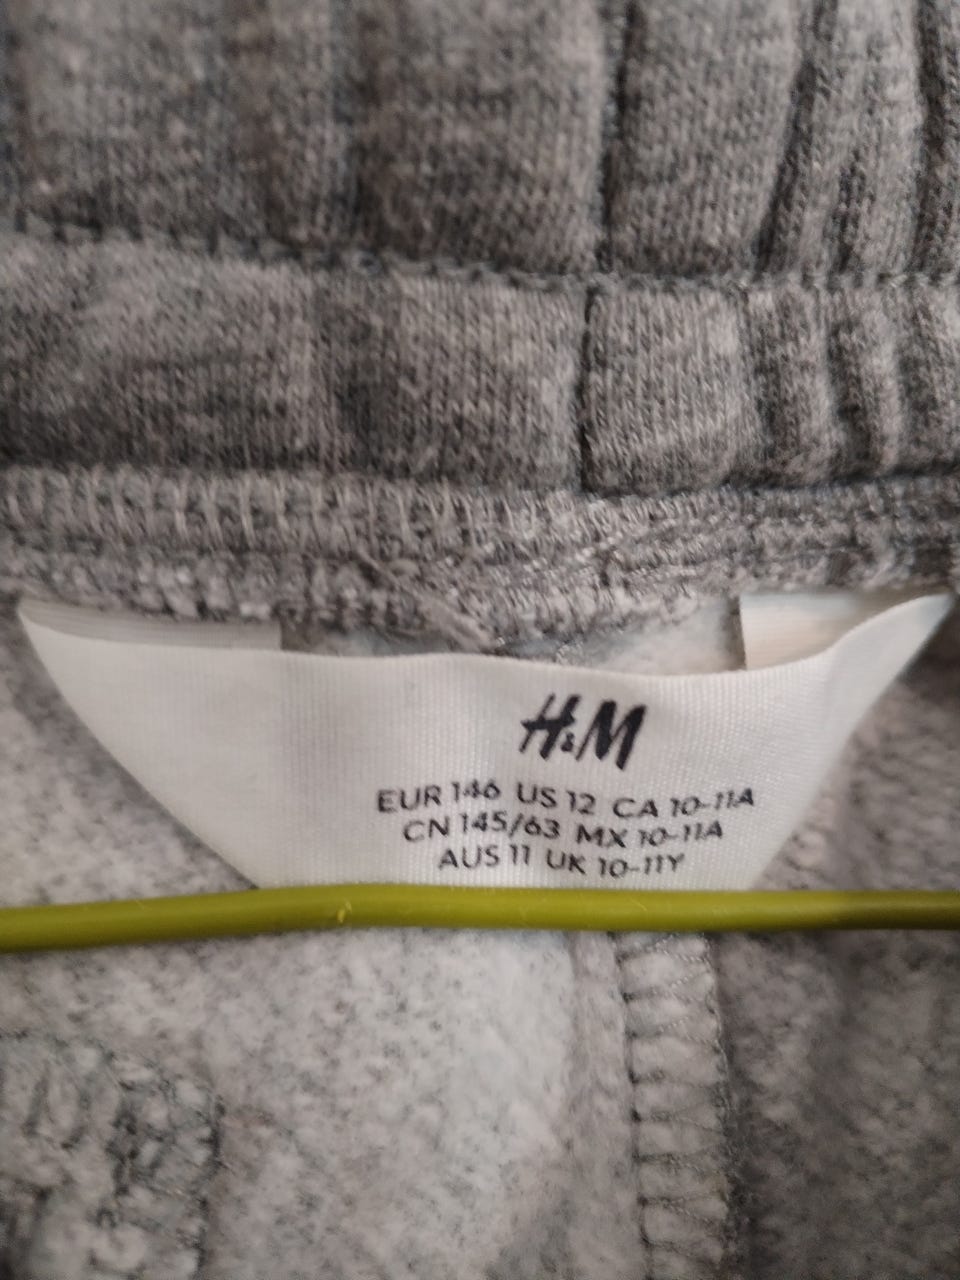 H&M
EUR 146 US 12 CA 10-11A
CN 145/63 MX 10-11A
AUS 11 UK 10-11Y